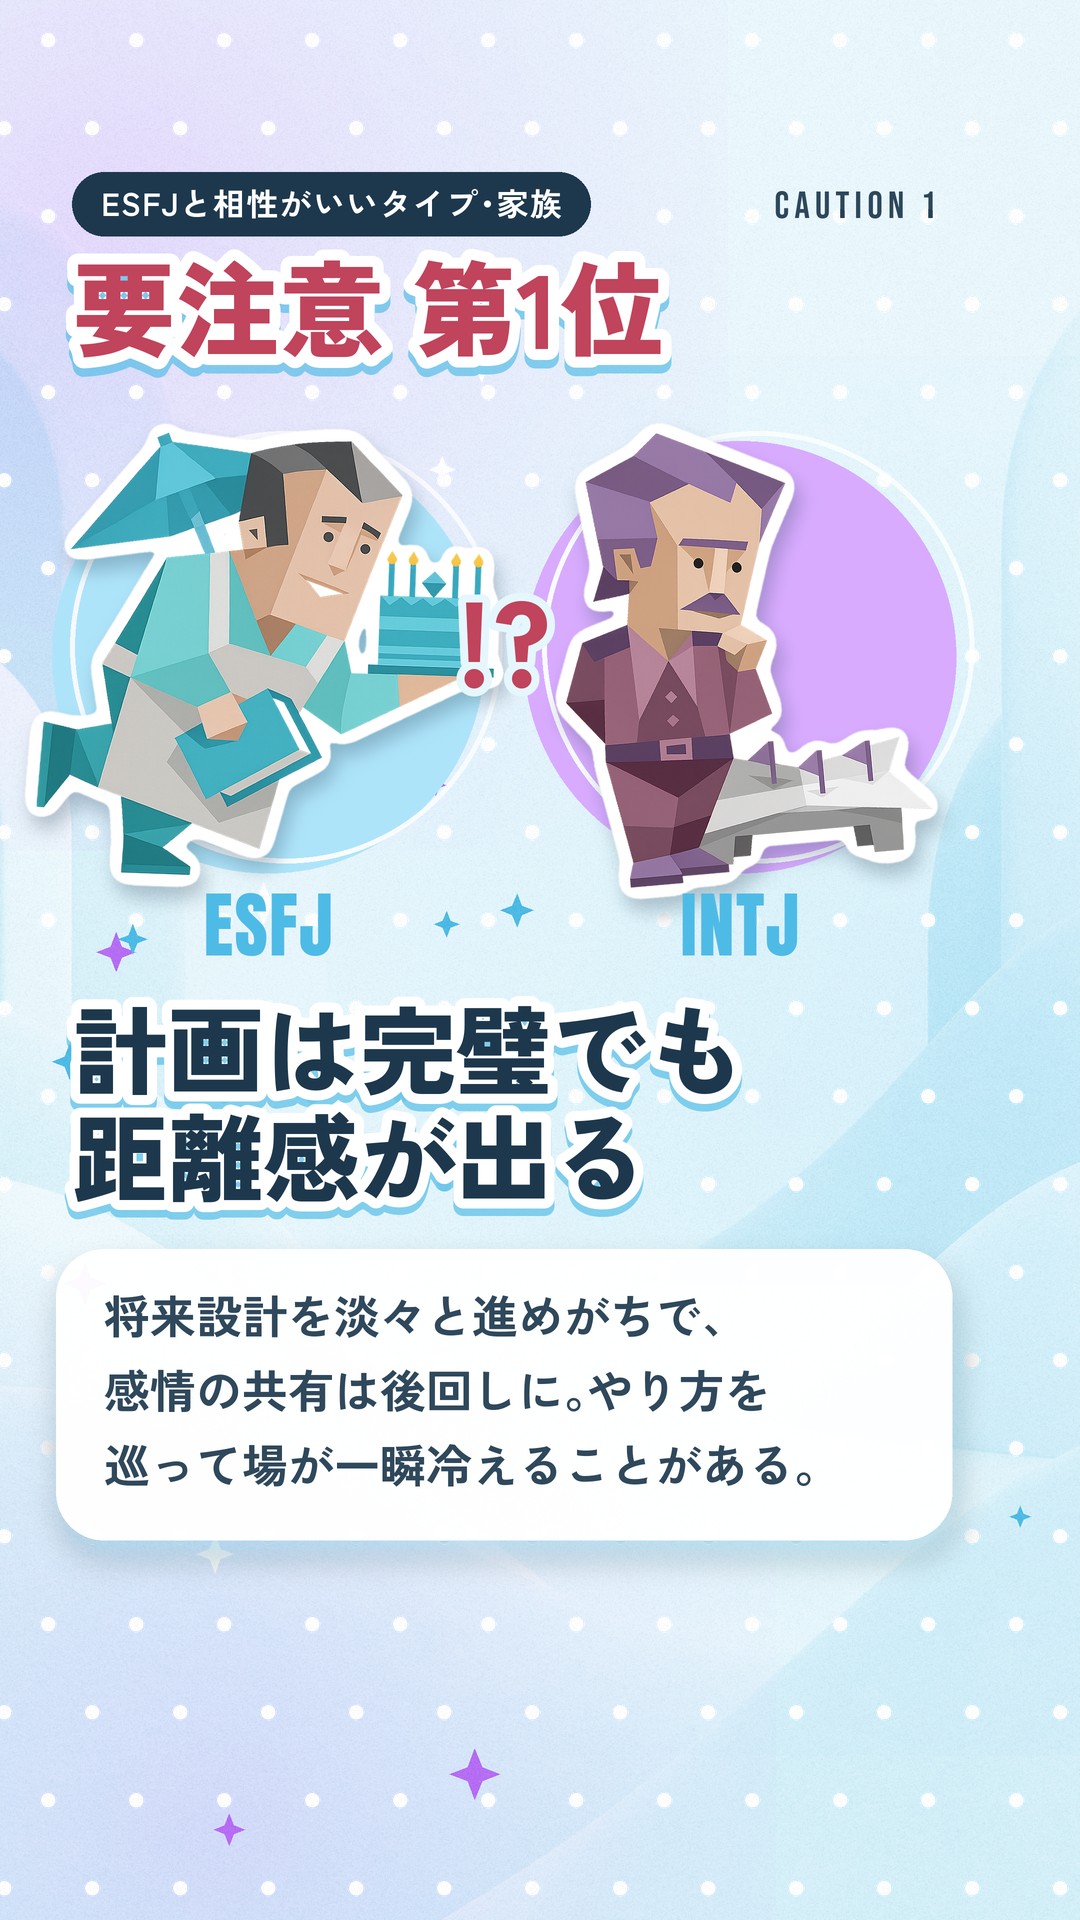 ESFJと相性がいいタイプ・家族
CAUTION 1
要注意 第1位
!?
ESFJ
INTJ
計画は完璧でも
距離感が出る
将来設計を淡々と進めがちで、
感情の共有は後回しに。やり方を
巡って場が一瞬冷えることがある。